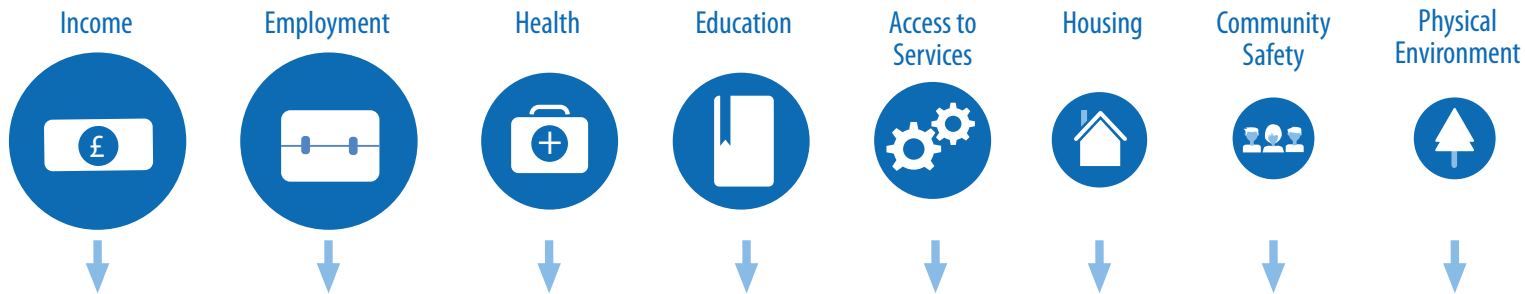 Income
Employment
Health
Education
Access to
Services
Housing
Community
Safety
Physical
Environment
£